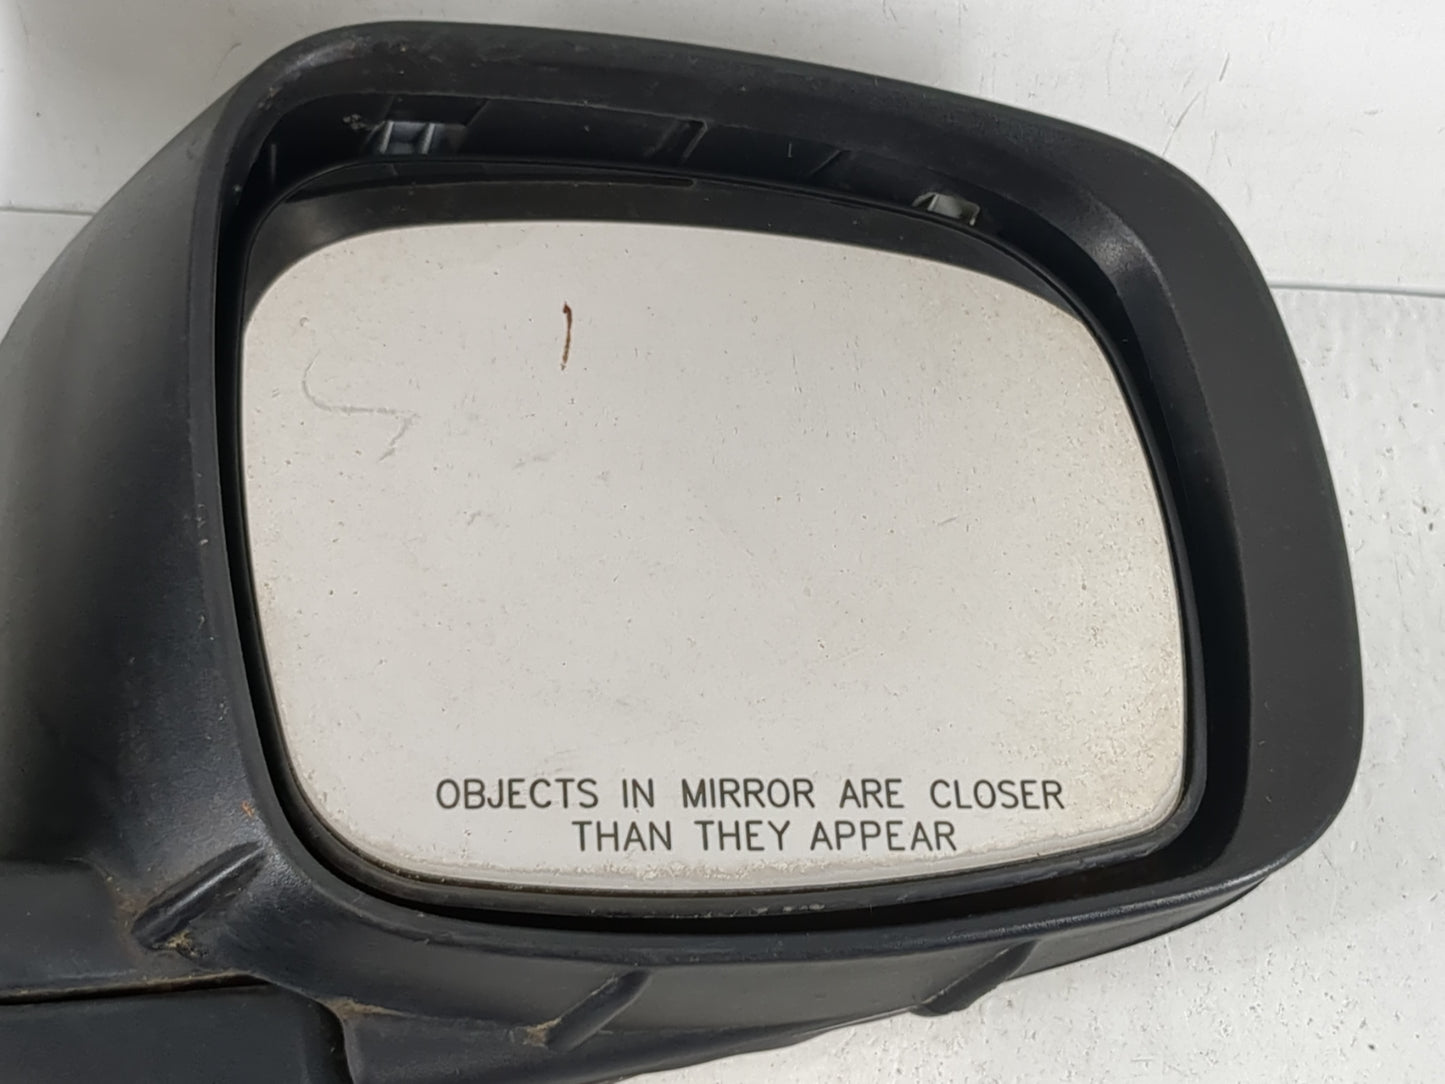 OBJECTS IN MIRROR ARE CLOSER
THAN THEY APPEAR